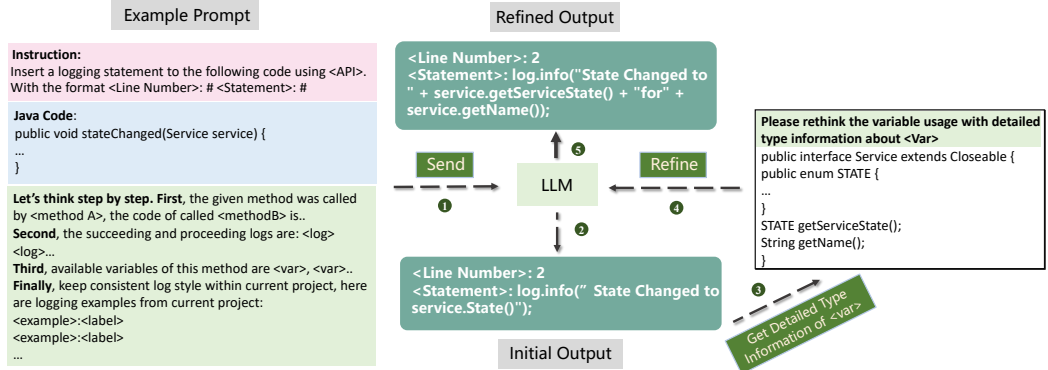 Example Prompt
Instruction:
Insert a logging statement to the following code using <API>.
With the format <Line Number>: # <Statement>: #
Java Code:
public void stateChanged(Service service) {
...
}
Let's think step by step. First, the given method was called
by <method A>, the code of called <methodB> is..
Second, the succeeding and proceeding logs are: <log>
<log>...
Third, available variables of this method are <var>, <var>..
Finally, keep consistent log style within current project, here
are logging examples from current project:
<example>:<label>
<example>:<label>
...
Refined Output
<Line Number>: 2
<Statement>: log.info("State Changed to
" + service.getServiceState() + "for" +
service.getName());
5
Send
1
LLM
Refine
4
2
<Line Number>: 2
<Statement>: log.info(” State Changed to
service.State()");
Initial Output
3
Get Detailed Type
Information of <var>
Please rethink the variable usage with detailed
type information about <Var>
public interface Service extends Closeable {
public enum STATE {
...
}
STATE getServiceState();
String getName();
}